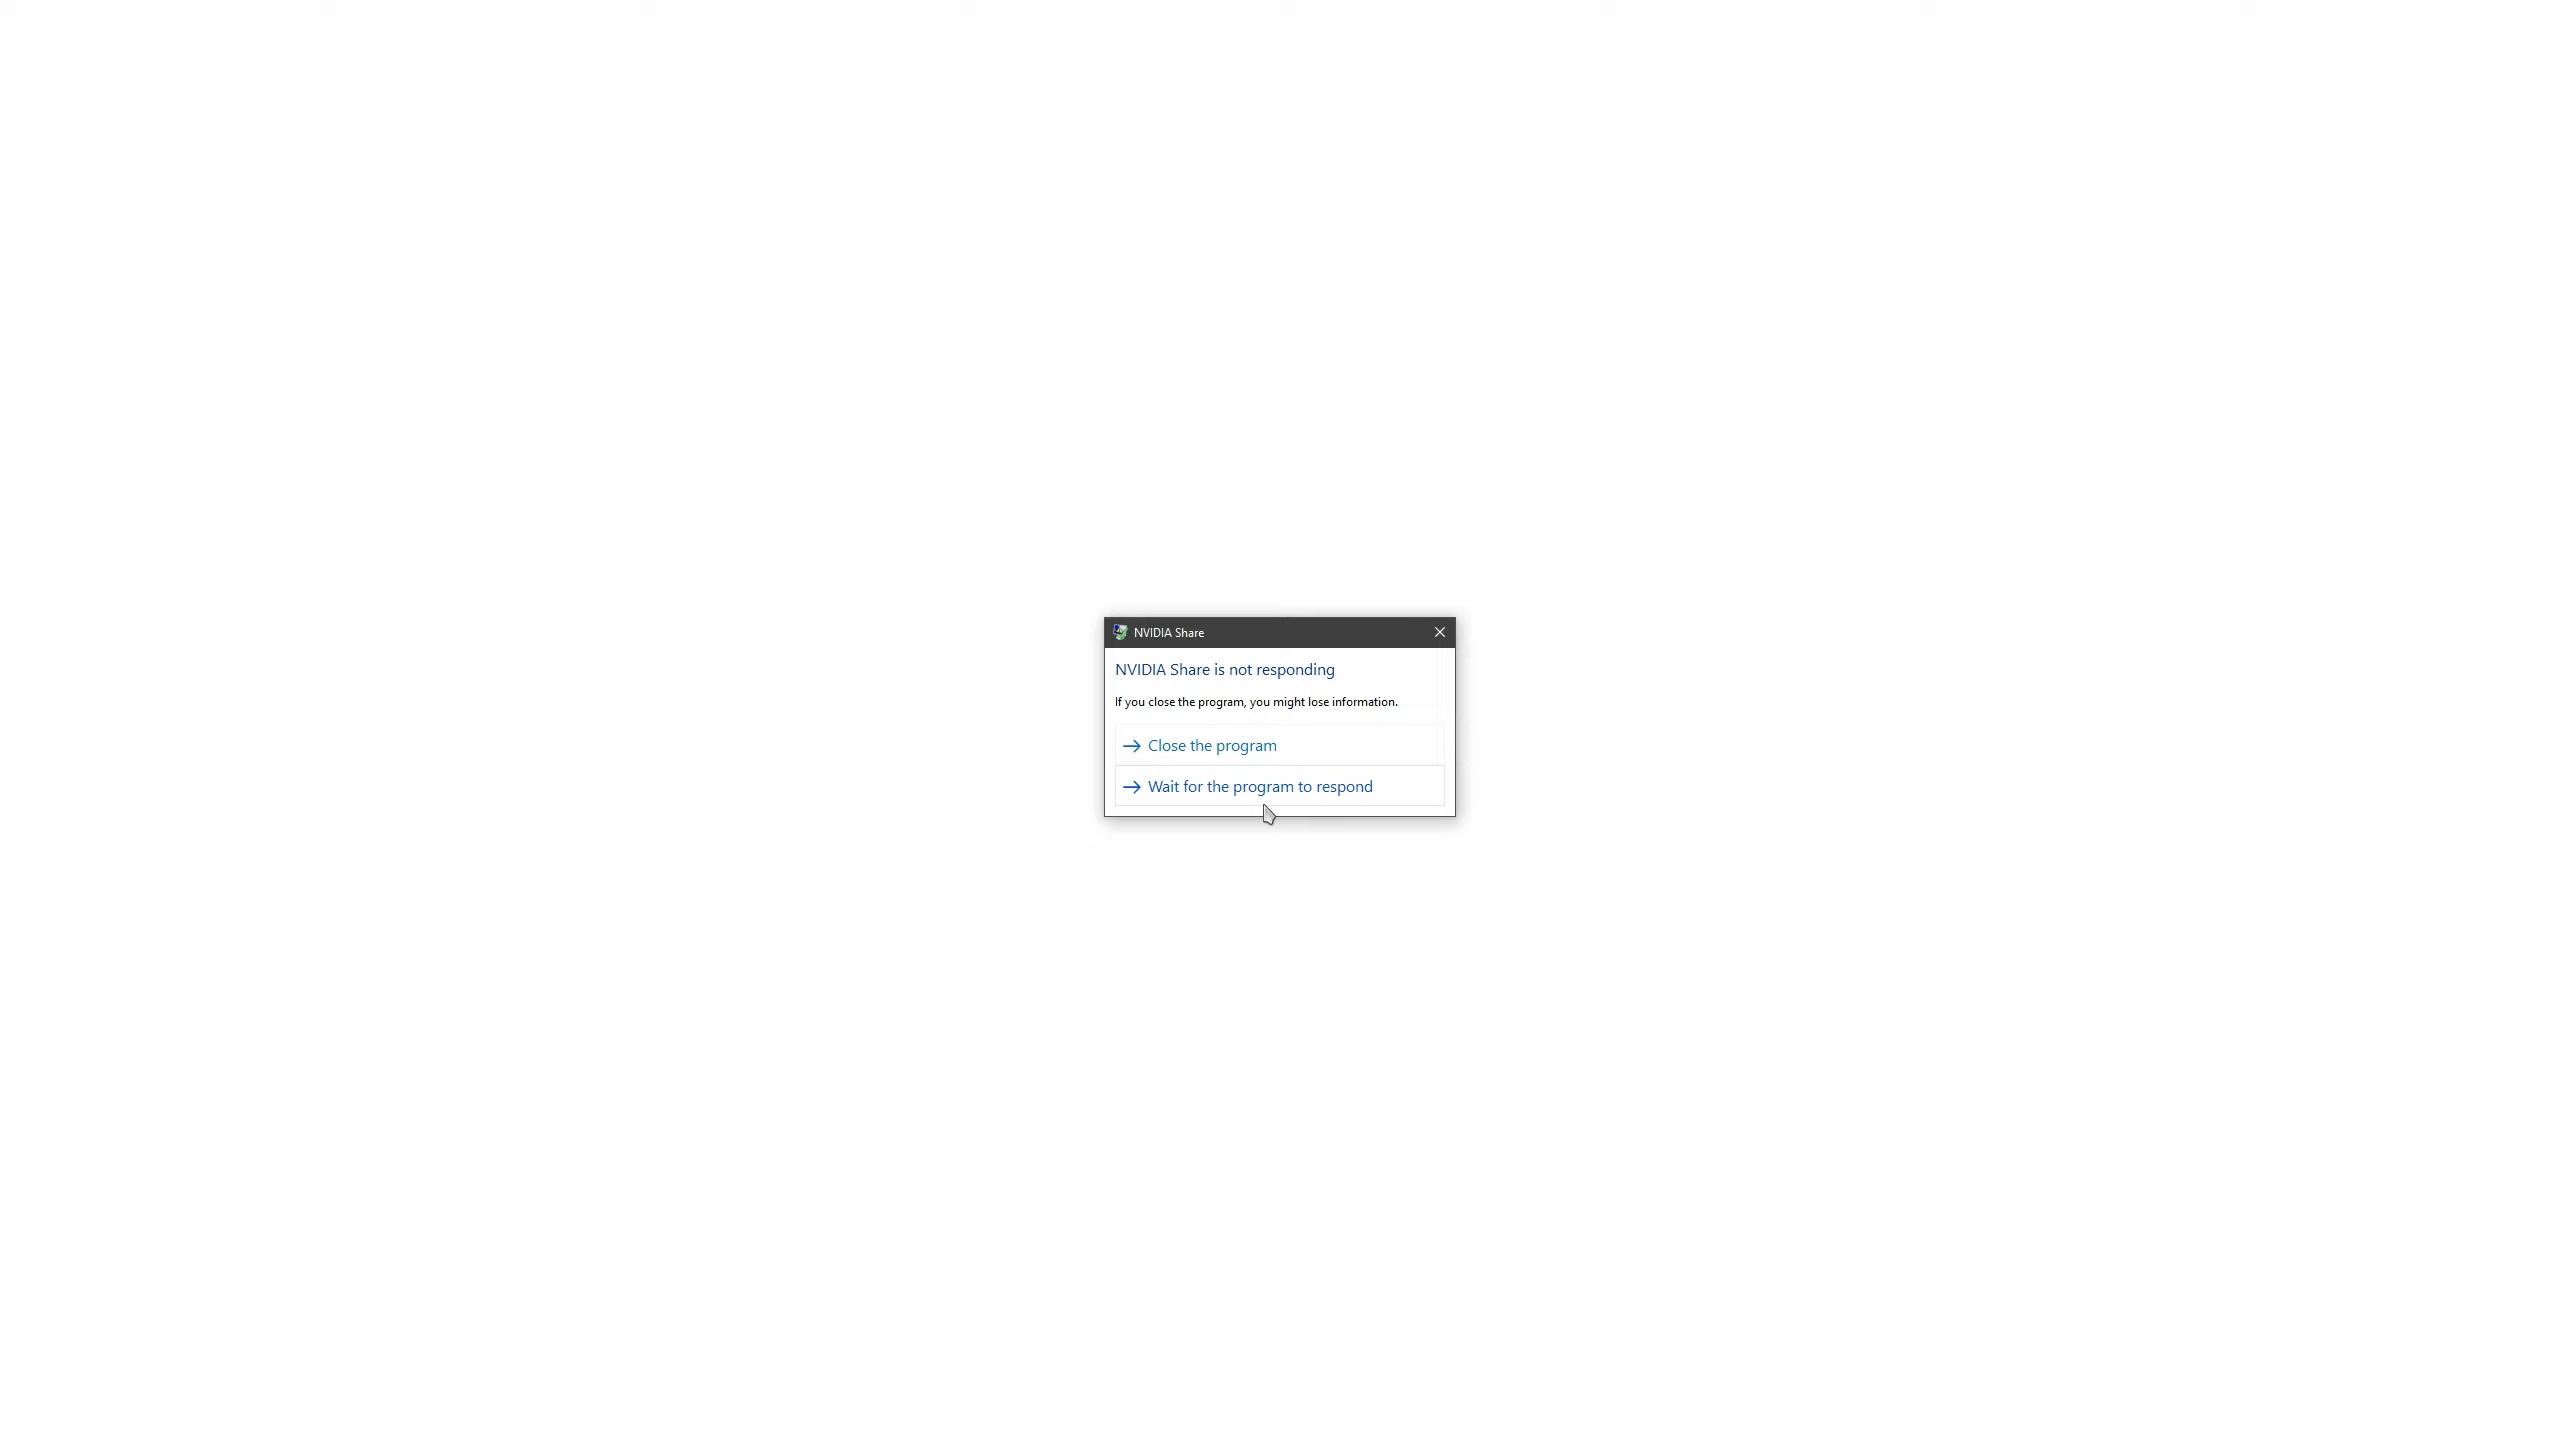 NVIDIA Share
NVIDIA Share is not responding
If you close the program, you might lose information.
Close the program
Wait for the program to respond